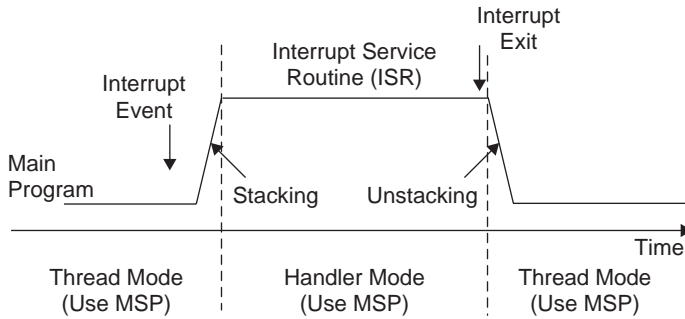 Interrupt
Exit
Interrupt Service
Routine (ISR)
Interrupt
Event
Main
Program
Stacking
Unstacking
Time
Thread Mode
(Use MSP)
Handler Mode
(Use MSP)
Thread Mode
(Use MSP)